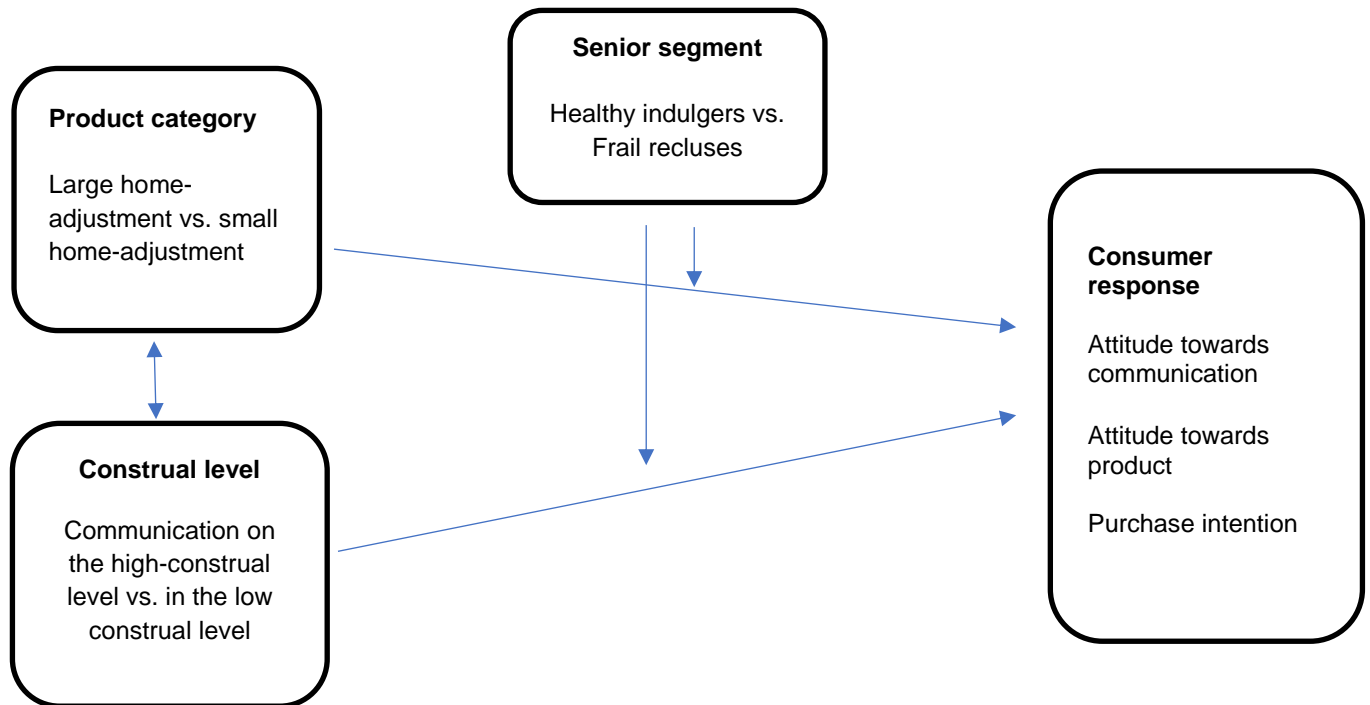 Senior segment
Healthy indulgers vs.
Frail recluses
Product category
Large home-
adjustment vs. small
home-adjustment
Construal level
Communication on
the high-construal
level vs. in the low
construal level
Consumer
response
Attitude towards
communication
Attitude towards
product
Purchase intention